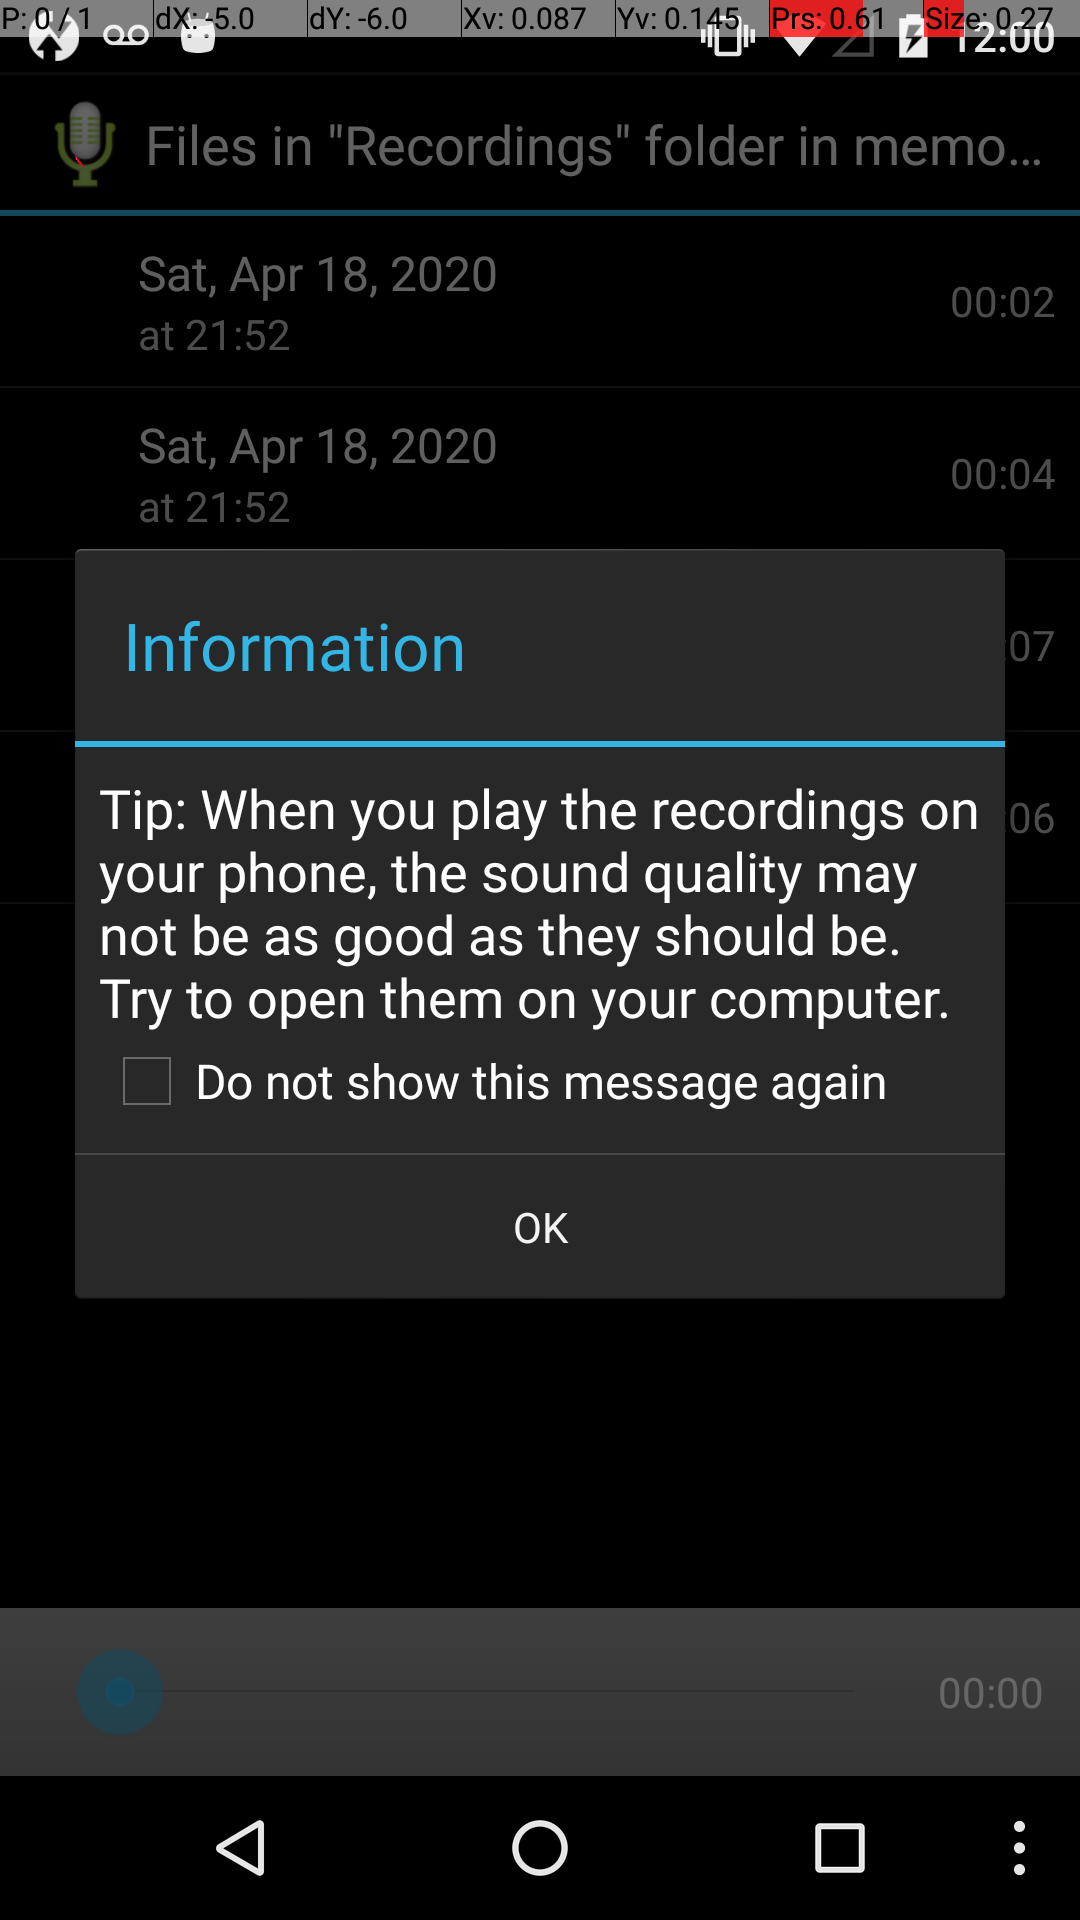 P: 0 / 1 dX: -5.0 dY: -6.0 Xv: 0.087 Yv: 0.145 Prs: 0.61 Size: 0.27
12:00
Files in "Recordings" folder in memo...
Sat, Apr 18, 2020
at 21:52
00:02
Sat, Apr 18, 2020
at 21:52
00:04
:07
:06
Information
Tip: When you play the recordings on
your phone, the sound quality may
not be as good as they should be.
Try to open them on your computer.
Do not show this message again
OK
00:00